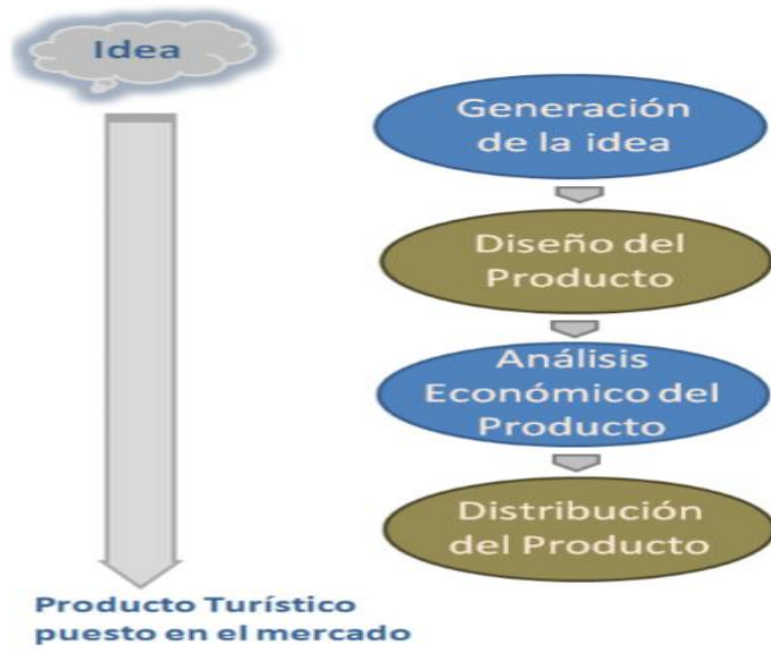 Idea
Generación
de la idea
Diseño del
Producto
Análisis
Económico del
Producto
Distribución
del Producto
Producto Turístico
puesto en el mercado